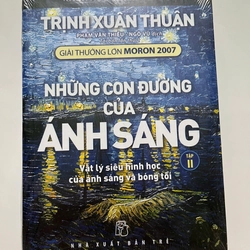 TRỊNH XUÂN THUẬN
PHẠM VĂN THIỀU - NGÔ VŨ dịch
GIẢI THƯỞNG LỚN MORON 2007
NHỮNG CON ĐƯỜNG
CỦA
ÁNH SÁNG
TẬP II
Vật lý siêu hình học
của ánh sáng và bóng tối
NHÀ XUẤT BẢN TRẺ